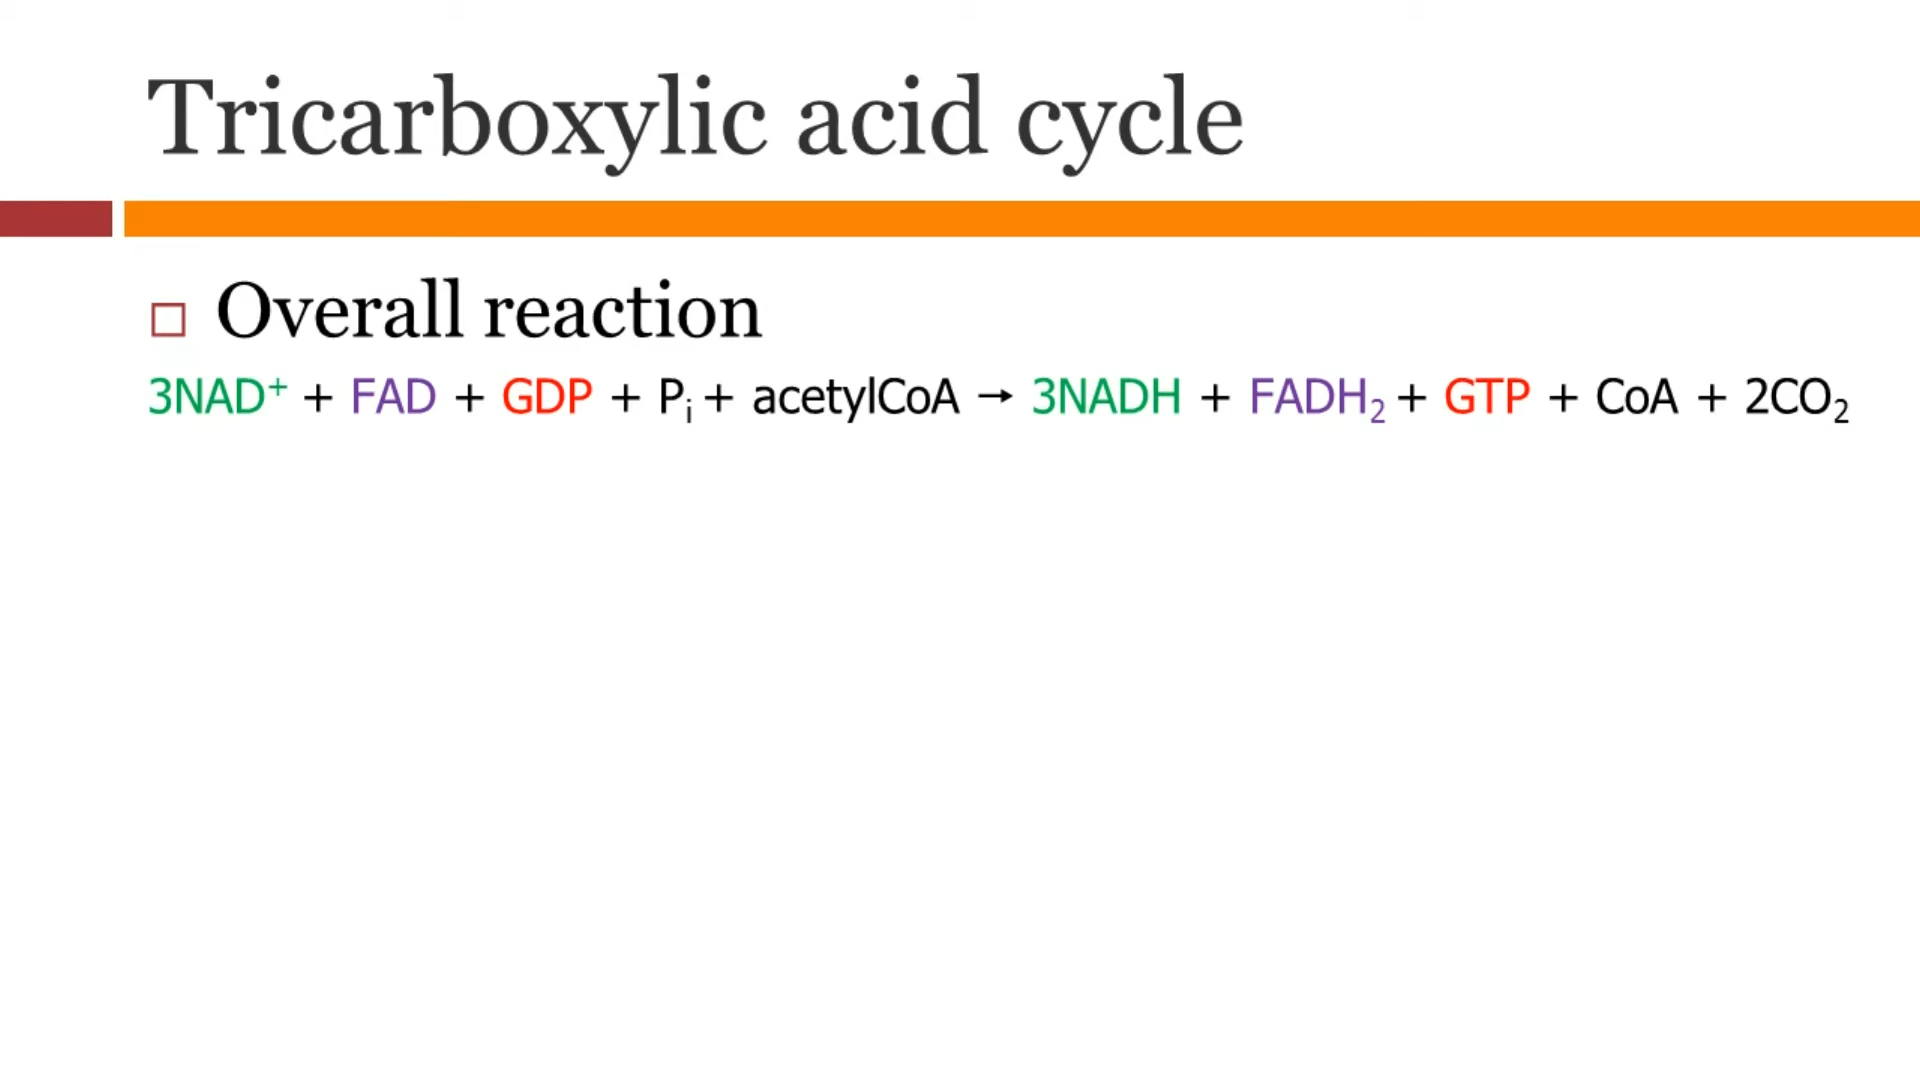 Tricarboxylic acid cycle
Overall reaction
3NAD⁺ + FAD + GDP + Pᵢ + acetylCoA → 3NADH + FADH₂ + GTP + CoA + 2CO₂